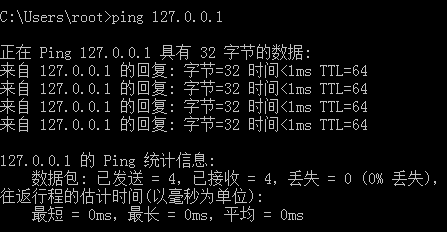 C:\Users\root>ping 127.0.0.1
正在 Ping 127.0.0.1 具有 32 字节的数据:
来自 127.0.0.1 的回复: 字节=32 时间<1ms TTL=64
来自 127.0.0.1 的回复: 字节=32 时间<1ms TTL=64
来自 127.0.0.1 的回复: 字节=32 时间<1ms TTL=64
来自 127.0.0.1 的回复: 字节=32 时间<1ms TTL=64
127.0.0.1 的 Ping 统计信息:
数据包: 已发送 = 4，已接收 = 4，丢失 = 0 (0% 丢失)，
往返行程的估计时间(以毫秒为单位):
最短 = 0ms，最长 = 0ms，平均 = 0ms